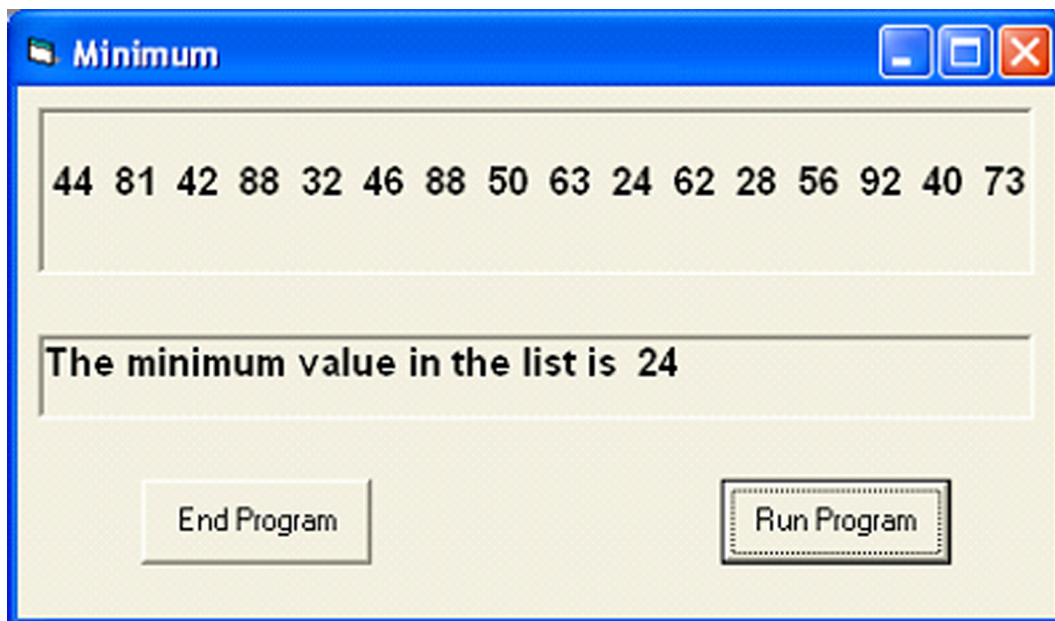 Minimum
44 81 42 88 32 46 88 50 63 24 62 28 56 92 40 73
The minimum value in the list is 24
End Program
Run Program